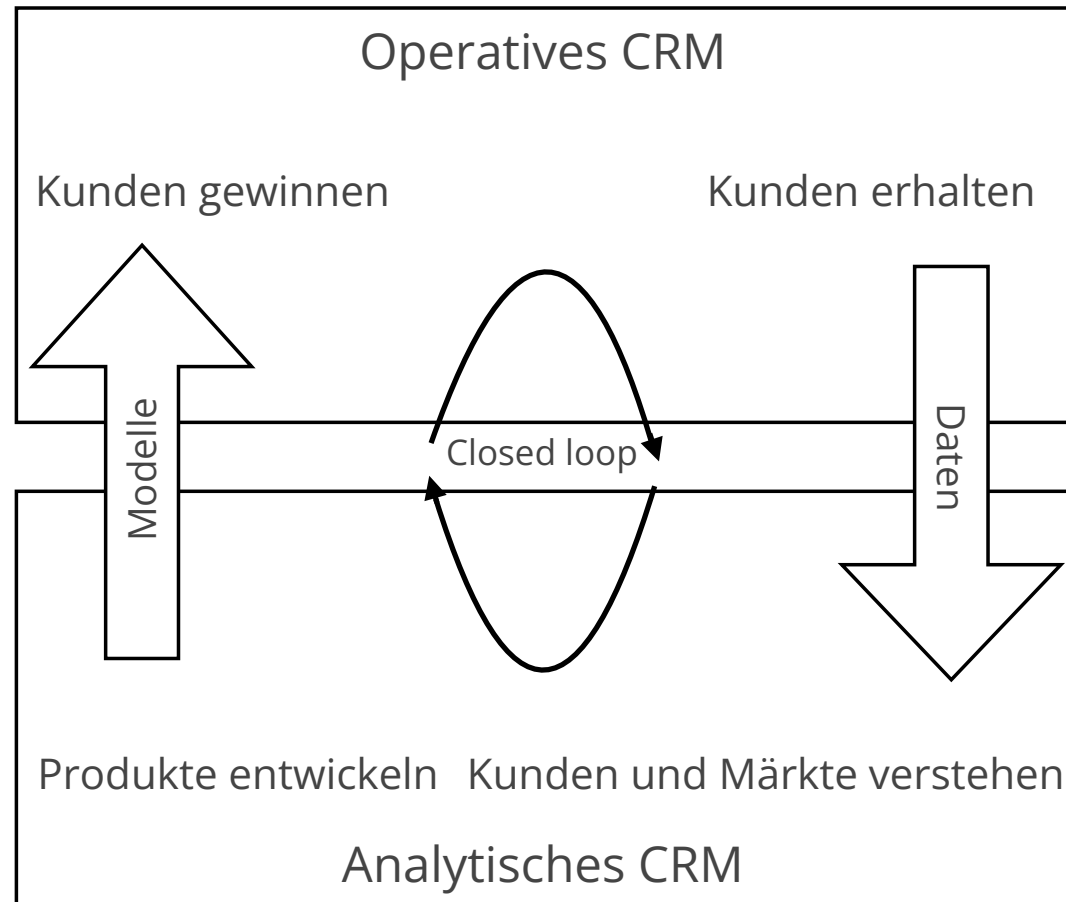 Operatives CRM
Kunden gewinnen
Kunden erhalten
Modelle
Closed loop
Daten
Produkte entwickeln
Kunden und Märkte verstehen
Analytisches CRM